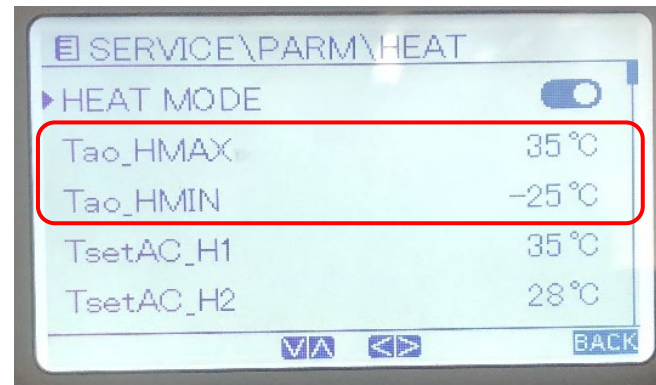 SERVICE\PARM\HEAT
HEAT MODE
Tao_HMAX 35℃
Tao_HMIN -25℃
TsetAC_H1 35℃
TsetAC_H2 28℃
BACK